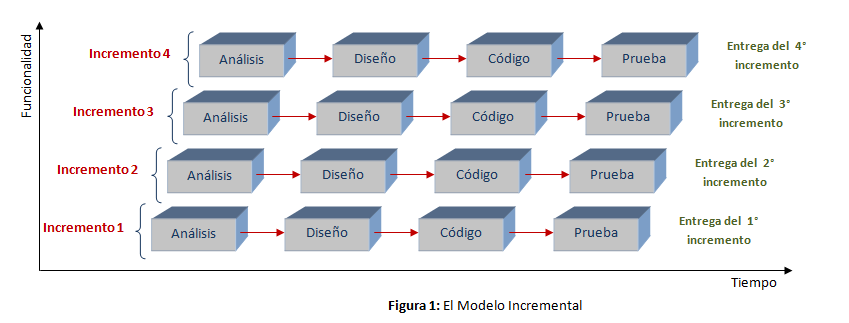 Funcionalidad
Incremento 4
Análisis
Diseño
Código
Prueba
Entrega del 4°
incremento
Incremento 3
Análisis
Diseño
Código
Prueba
Entrega del 3°
incremento
Incremento 2
Análisis
Diseño
Código
Prueba
Entrega del 2°
incremento
Incremento 1
Análisis
Diseño
Código
Prueba
Entrega del 1°
incremento
Tiempo
Figura 1: El Modelo Incremental